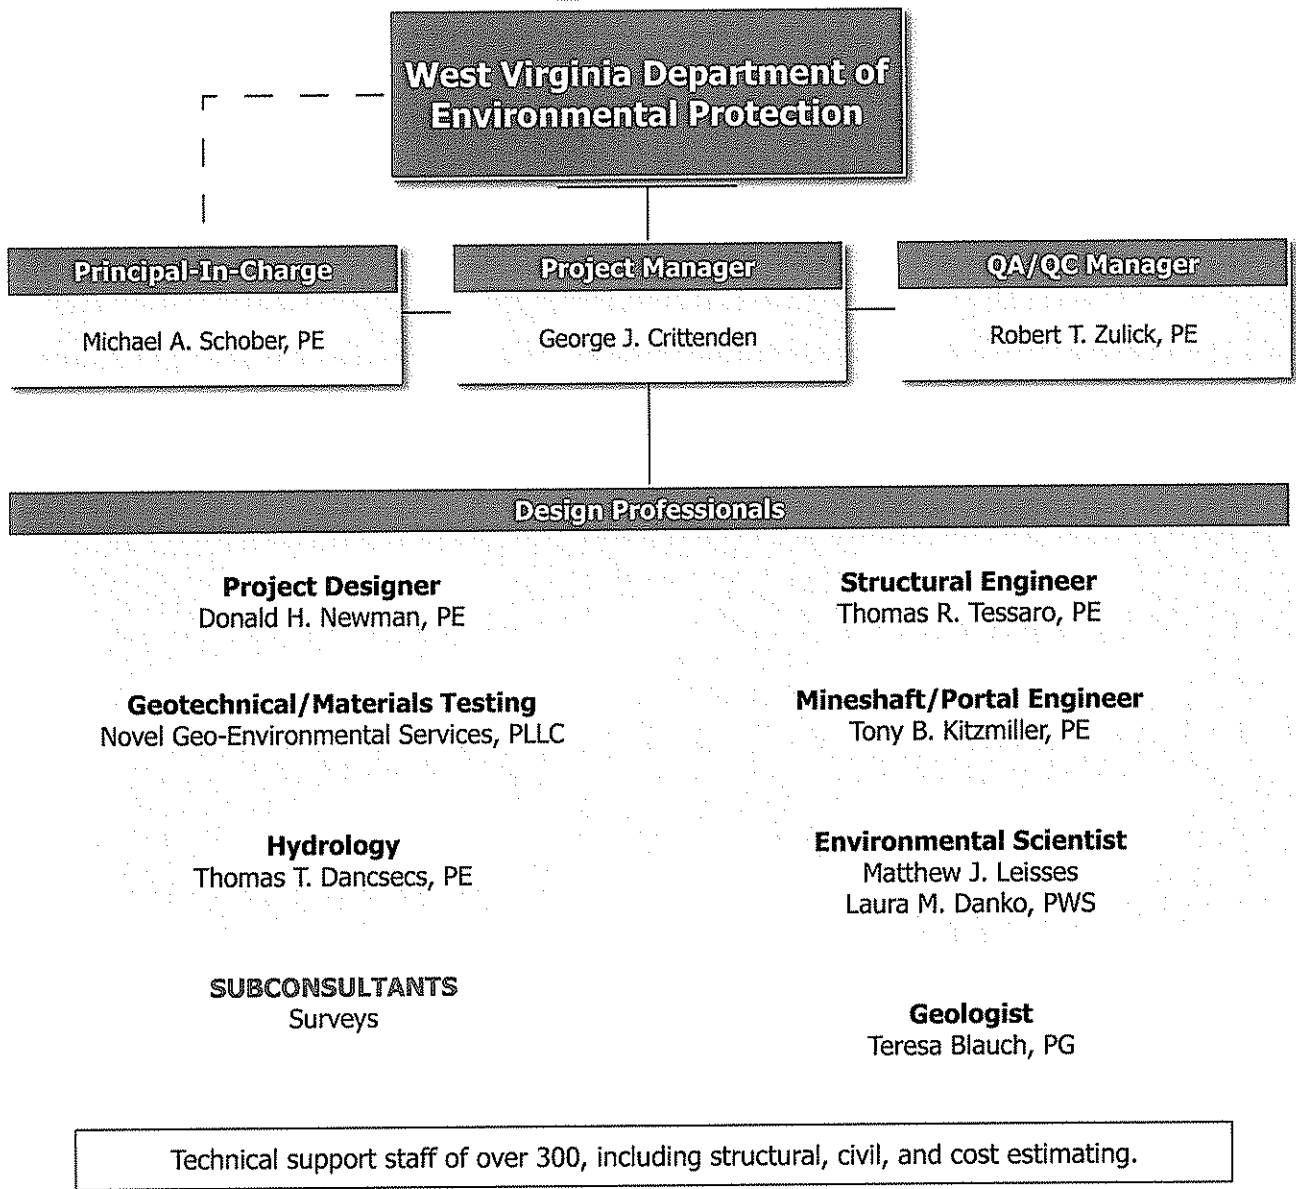 West Virginia Department of
Environmental Protection
Principal-In-Charge
Michael A. Schober, PE
Project Manager
George J. Crittenden
QA/QC Manager
Robert T. Zulick, PE
Design Professionals
Project Designer
Donald H. Newman, PE
Structural Engineer
Thomas R. Tessaro, PE
Geotechnical/Materials Testing
Novel Geo-Environmental Services, PLLC
Mineshaft/Portal Engineer
Tony B. Kitzmiller, PE
Hydrology
Thomas T. Dancsecs, PE
Environmental Scientist
Matthew J. Leisses
Laura M. Danko, PWS
SUBCONSULTANTS
Surveys
Geologist
Teresa Blauch, PG
Technical support staff of over 300, including structural, civil, and cost estimating.